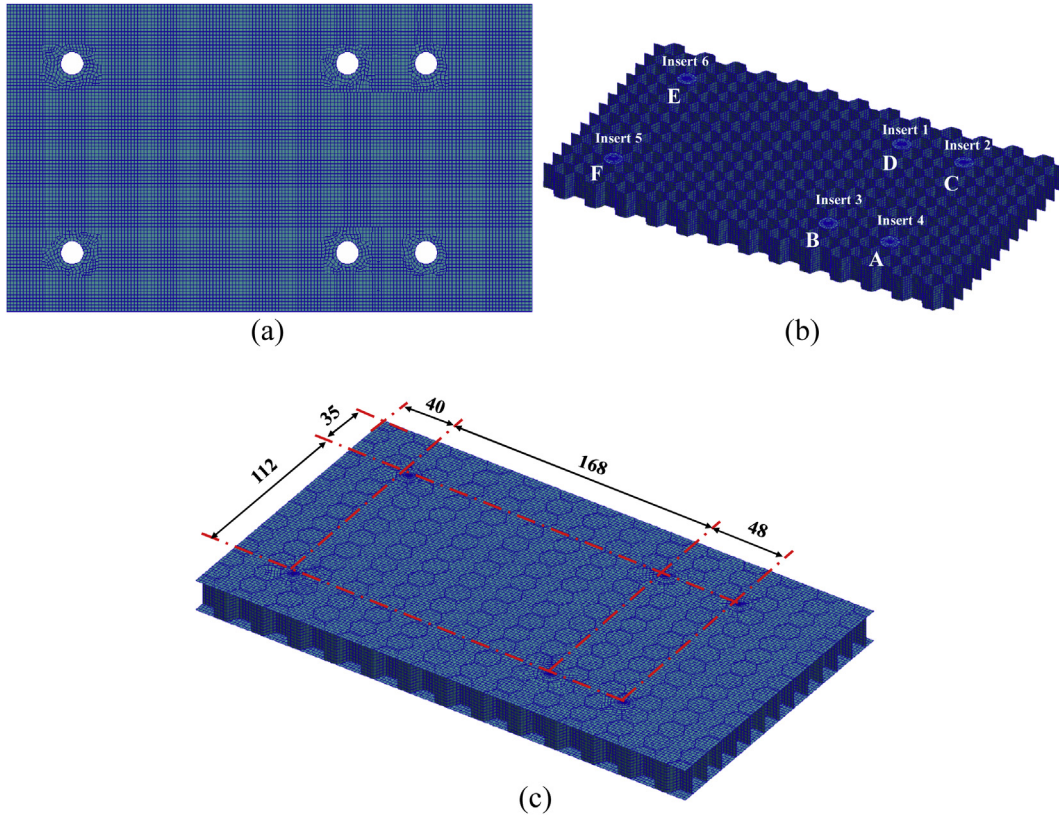 Insert 6
E
Insert 1
Insert 5
D
Insert 2
F
C
Insert 3
Insert 4
B
A
(a)
(b)
35
40
112
168
48
(c)